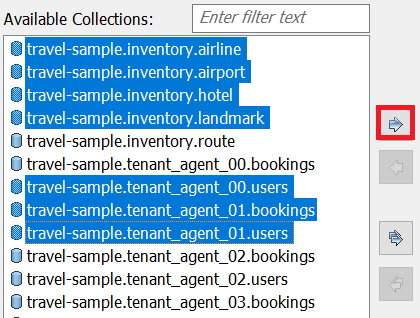 Available Collections: Enter filter text
travel-sample.inventory.airline
travel-sample.inventory.airport
travel-sample.inventory.hotel
travel-sample.inventory.landmark
travel-sample.inventory.route
travel-sample.tenant_agent_00.bookings
travel-sample.tenant_agent_00.users
travel-sample.tenant_agent_01.bookings
travel-sample.tenant_agent_01.users
travel-sample.tenant_agent_02.bookings
travel-sample.tenant_agent_02.users
travel-sample.tenant_agent_03.bookings